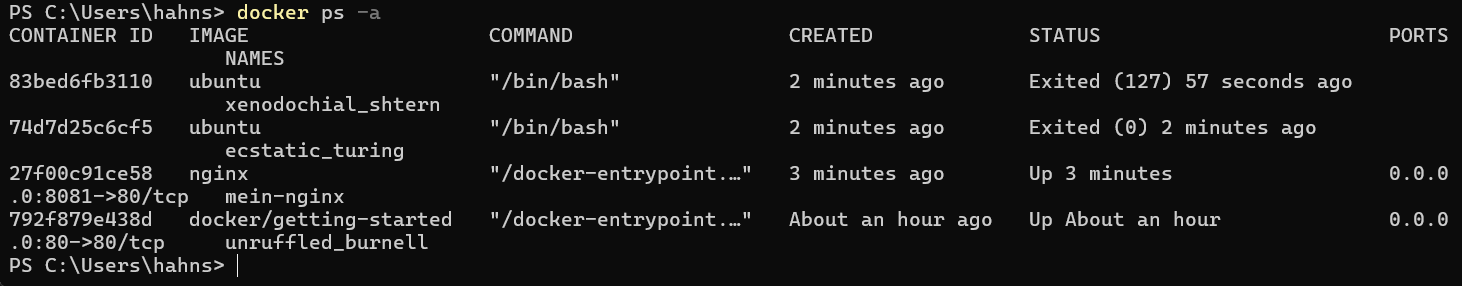 PS C:\Users\hahns> docker ps -a
CONTAINER ID   IMAGE                    COMMAND                  CREATED             STATUS                        PORTS
                  NAMES
83bed6fb3110   ubuntu                   "/bin/bash"              2 minutes ago       Exited (127) 57 seconds ago
                  xenodochial_shtern
74d7d25c6cf5   ubuntu                   "/bin/bash"              2 minutes ago       Exited (0) 2 minutes ago
                  ecstatic_turing
27f00c91ce58   nginx                    "/docker-entrypoint.…"   3 minutes ago       Up 3 minutes                  0.0.0
.0:8081->80/tcp   mein-nginx
792f879e438d   docker/getting-started   "/docker-entrypoint.…"   About an hour ago   Up About an hour              0.0.0
.0:80->80/tcp     unruffled_burnell
PS C:\Users\hahns>